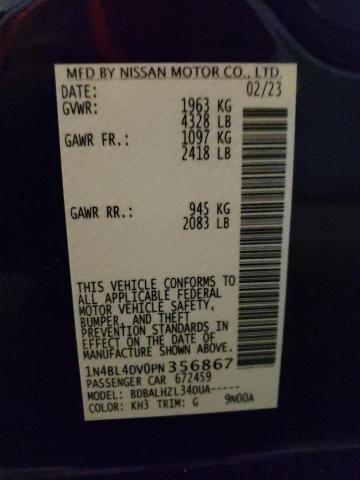 MFD BY NISSAN MOTOR CO., LTD.
DATE: 02/23
GVWR: 1963 KG
4328 LB
GAWR FR.: 1097 KG
2418 LB
GAWR RR.: 945 KG
2083 LB
THIS VEHICLE CONFORMS TO
ALL APPLICABLE FEDERAL
MOTOR VEHICLE SAFETY,
BUMPER, AND THEFT
PREVENTION STANDARDS IN
EFFECT ON THE DATE OF
MANUFACTURE SHOWN ABOVE.
1N4BL4DV0PN356867
PASSENGER CAR 672459
MODEL: BDBALHZL34DUA-----
COLOR: KH3 TRIM: G 9N00A